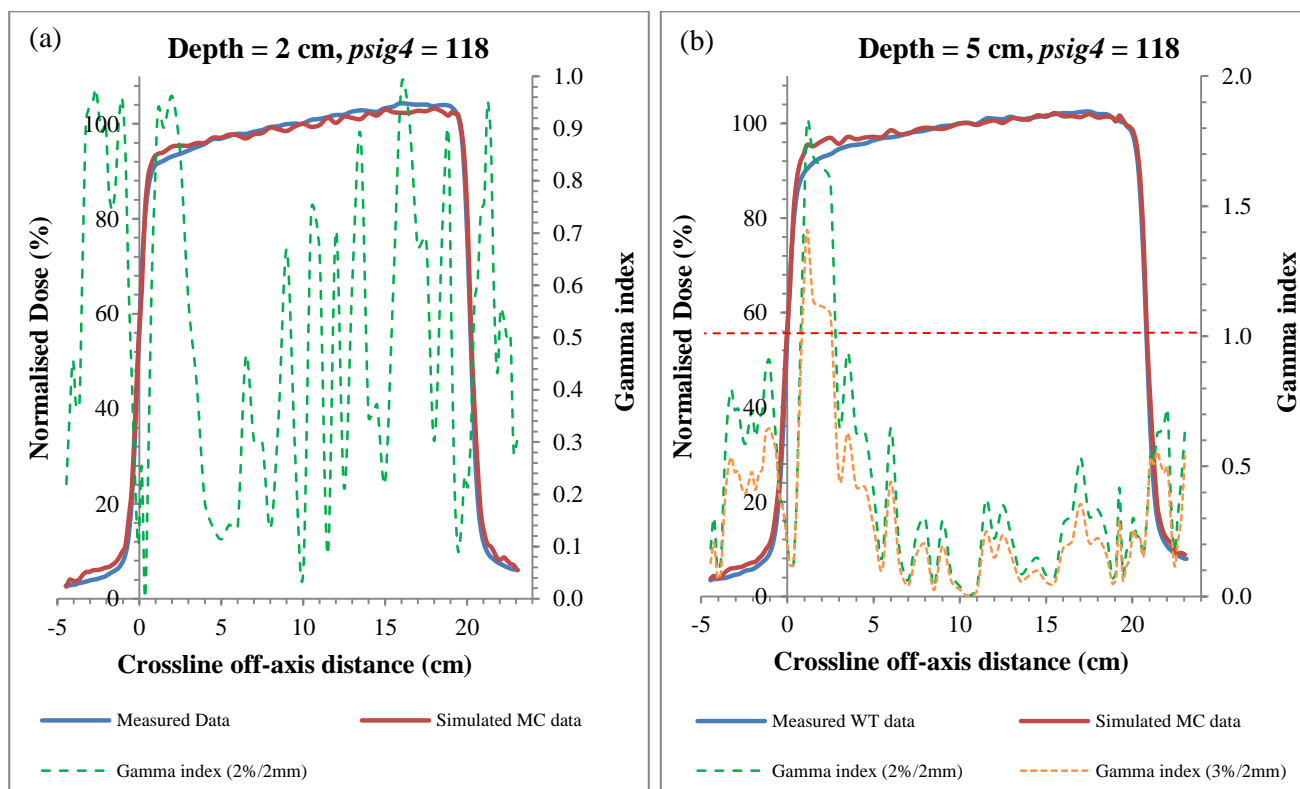 (a)
Depth = 2 cm, psig4 = 118
Normalised Dose (%)
100
80
60
40
20
0
1.0
0.9
0.8
0.7
0.6
0.5
0.4
0.3
0.2
0.1
0.0
Gamma index
-5 0 5 10 15 20
Crossline off-axis distance (cm)
Measured Data
Simulated MC data
Gamma index (2%/2mm)
(b)
Depth = 5 cm, psig4 = 118
Normalised Dose (%)
100
80
60
40
20
0
2.0
1.5
1.0
0.5
0.0
Gamma index
-5 0 5 10 15 20
Crossline off-axis distance (cm)
Measured WT data
Simulated MC data
Gamma index (2%/2mm)
Gamma index (3%/2mm)